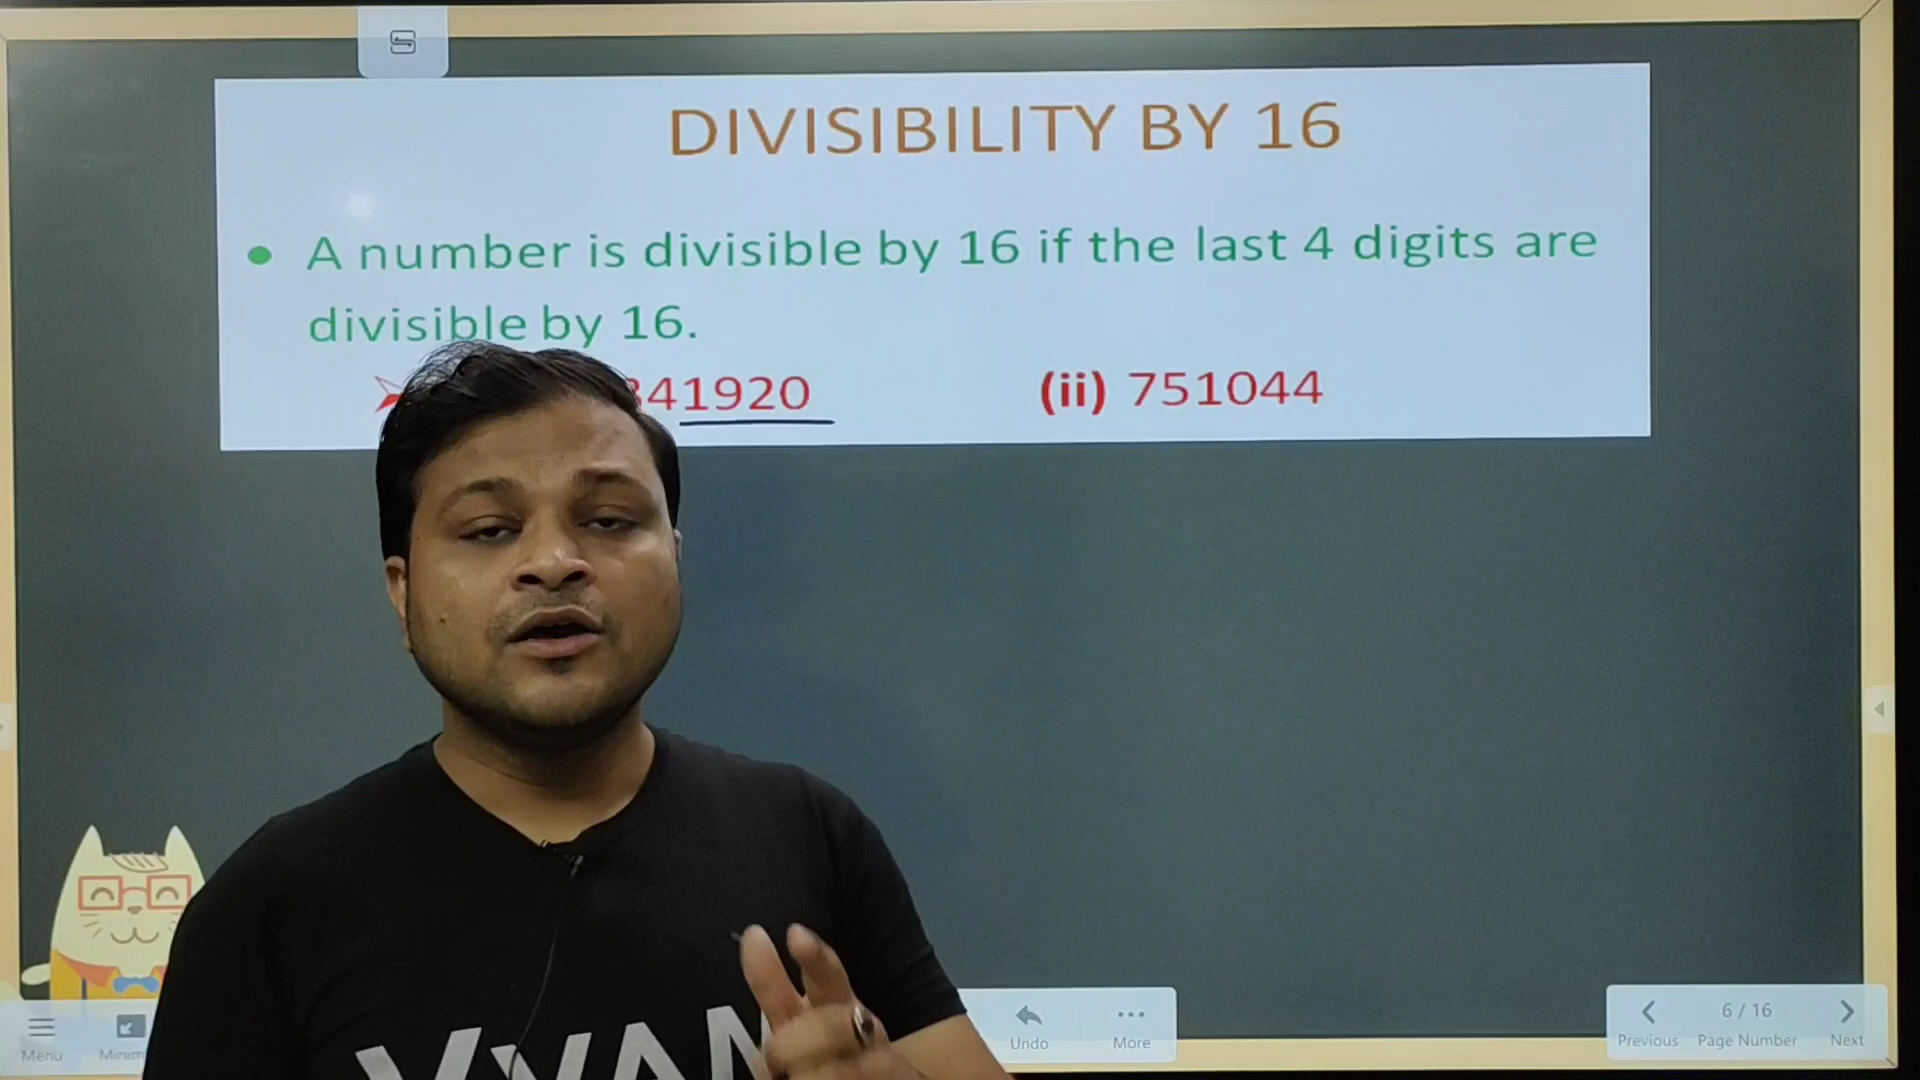 DIVISIBILITY BY 16
● A number is divisible by 16 if the last 4 digits are
divisible by 16.
41920 (ii) 751044
Undo More
Menu
6 / 16
Previous Page Number Next